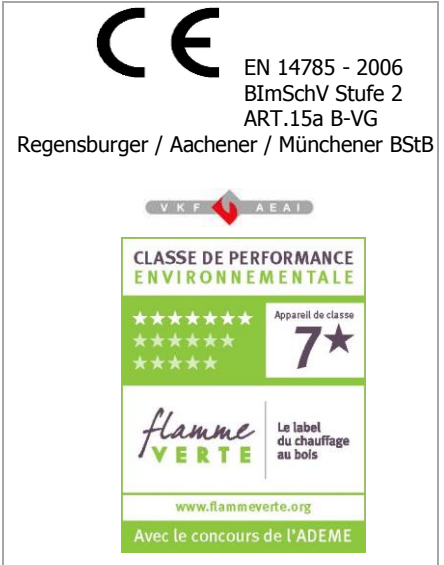 CE
EN 14785 - 2006
BImSchV Stufe 2
ART.15a B-VG
Regensburger / Aachener / Münchener BStB
VKF AEAI
CLASSE DE PERFORMANCE
ENVIRONNEMENTALE
Appareil de classe
7★
flamme
VERTE
Le label
du chauffage
au bois
www.flammeverte.org
Avec le concours de l'ADEME